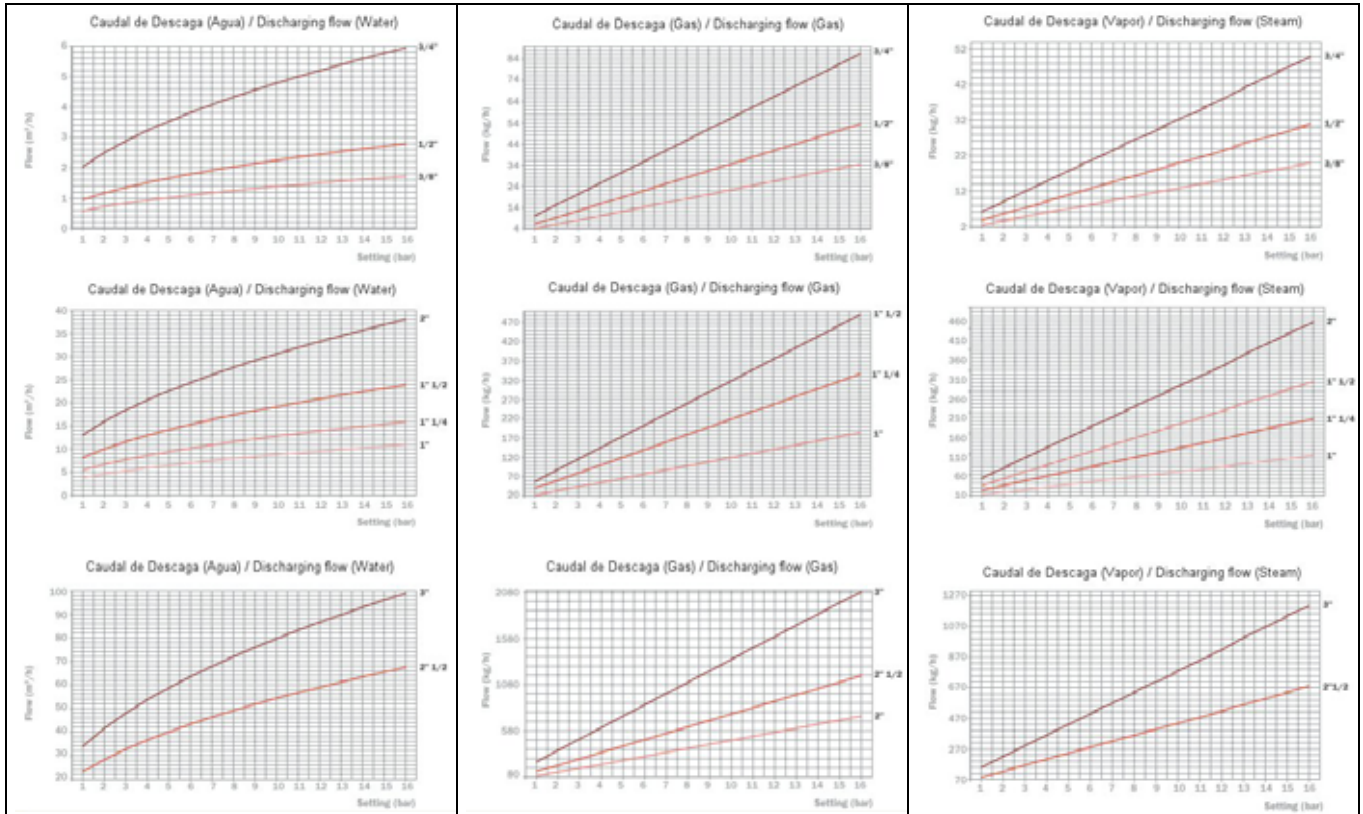 Caudal de Descaga (Agua) / Discharging flow (Water)
Flow (m³/h)
6
5
4
3
2
1
0
3/4"
1/2"
3/8"
1 2 3 4 5 6 7 8 9 10 11 12 13 14 15 16
Setting (bar)
Caudal de Descaga (Gas) / Discharging flow (Gas)
Flow (kg/h)
84
74
64
54
44
34
24
14
4
3/4"
1/2"
3/8"
1 2 3 4 5 6 7 8 9 10 11 12 13 14 15 16
Setting (bar)
Caudal de Descaga (Vapor) / Discharging flow (Steam)
Flow (kg/h)
52
42
32
22
12
2
3/4"
1/2"
3/8"
1 2 3 4 5 6 7 8 9 10 11 12 13 14 15 16
Setting (bar)
Caudal de Descaga (Agua) / Discharging flow (Water)
Flow (m³/h)
40
35
30
25
20
15
10
5
0
2"
1" 1/2
1" 1/4
1"
1 2 3 4 5 6 7 8 9 10 11 12 13 14 15 16
Setting (bar)
Caudal de Descaga (Gas) / Discharging flow (Gas)
Flow (kg/h)
470
420
370
320
270
220
170
120
70
20
1" 1/2
1" 1/4
1"
1 2 3 4 5 6 7 8 9 10 11 12 13 14 15 16
Setting (bar)
Caudal de Descaga (Vapor) / Discharging flow (Steam)
Flow (kg/h)
460
410
360
310
260
210
160
110
60
10
2"
1" 1/2
1" 1/4
1"
1 2 3 4 5 6 7 8 9 10 11 12 13 14 15 16
Setting (bar)
Caudal de Descaga (Agua) / Discharging flow (Water)
Flow (m³/h)
100
90
80
70
60
50
40
30
20
3"
2" 1/2
1 2 3 4 5 6 7 8 9 10 11 12 13 14 15 16
Setting (bar)
Caudal de Descaga (Gas) / Discharging flow (Gas)
Flow (kg/h)
2080
1580
1080
580
80
3"
2" 1/2
2"
1 2 3 4 5 6 7 8 9 10 11 12 13 14 15 16
Setting (bar)
Caudal de Descaga (Vapor) / Discharging flow (Steam)
Flow (kg/h)
1270
1070
870
670
470
270
70
3"
2"1/2
1 2 3 4 5 6 7 8 9 10 11 12 13 14 15 16
Setting (bar)